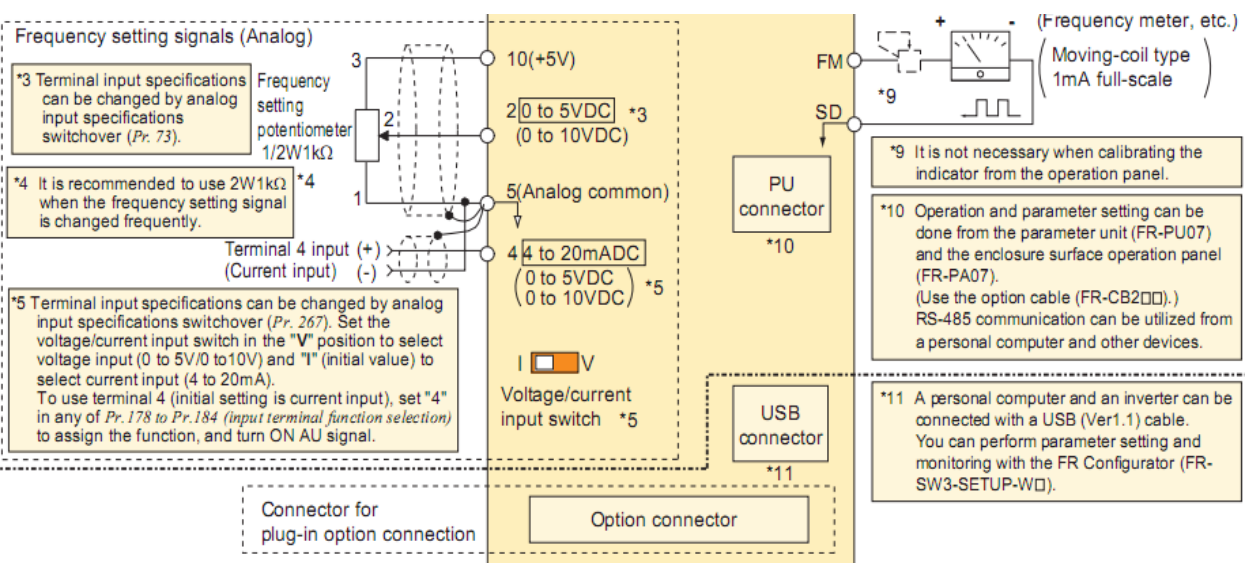 Frequency setting signals (Analog)
*3 Terminal input specifications
can be changed by analog
input specifications
switchover (Pr. 73).
Frequency
setting
potentiometer
1/2W1kΩ
*4
3
2
1
*4 It is recommended to use 2W1kΩ
when the frequency setting signal
is changed frequently.
Terminal 4 input (+)
(Current input) (-)
*5 Terminal input specifications can be changed by analog
input specifications switchover (Pr. 267). Set the
voltage/current input switch in the "V" position to select
voltage input (0 to 5V/0 to10V) and "I" (initial value) to
select current input (4 to 20mA).
To use terminal 4 (initial setting is current input), set "4"
in any of Pr.178 to Pr.184 (input terminal function selection)
to assign the function, and turn ON AU signal.
10(+5V)
2 0 to 5VDC *3
(0 to 10VDC)
5(Analog common)
4 4 to 20mADC
(0 to 5VDC
0 to 10VDC) *5
I V
Voltage/current
input switch *5
FM
SD
*9
+ -
(Frequency meter, etc.)
(Moving-coil type
1mA full-scale)
PU
connector
*10
USB
connector
*11
*9 It is not necessary when calibrating the
indicator from the operation panel.
*10 Operation and parameter setting can be
done from the parameter unit (FR-PU07)
and the enclosure surface operation panel
(FR-PA07).
(Use the option cable (FR-CB2□□).)
RS-485 communication can be utilized from
a personal computer and other devices.
*11 A personal computer and an inverter can be
connected with a USB (Ver1.1) cable.
You can perform parameter setting and
monitoring with the FR Configurator (FR-
SW3-SETUP-W□).
Connector for
plug-in option connection
Option connector